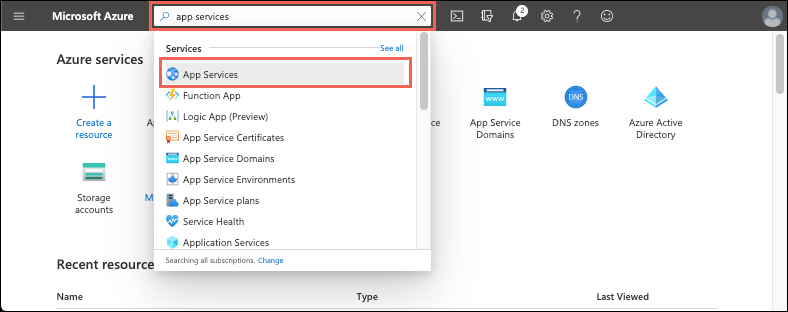 Microsoft Azure
app services
2
Services
See all
App Services
Function App
Logic App (Preview)
App Service Certificates
App Service Domains
App Service Environments
App Service plans
Service Health
Application Services
Searching all subscriptions. Change
Azure services
Create a
resource
App Service
Domains
DNS
DNS zones
Azure Active
Directory
Storage
accounts
Recent resource
Name
Type
Last Viewed